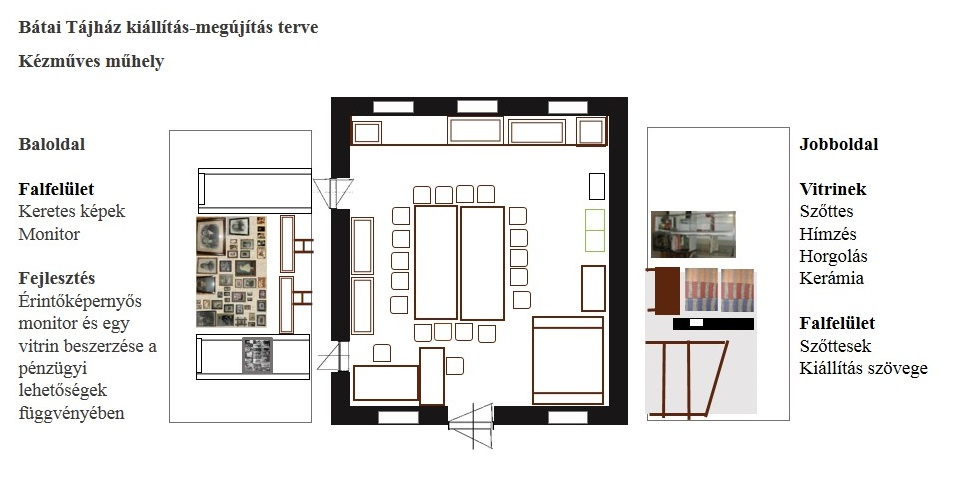 Bátai Tájház kiállítás-megújítás terve
Kézműves műhely
Baloldal
Falfelület
Keretes képek
Monitor
Fejlesztés
Érintőképernyős
monitor és egy
vitrin beszerzése a
pénzügyi
lehetőségek
függvényében
Jobboldal
Vitrinek
Szőttes
Hímzés
Horgolás
Kerámia
Falfelület
Szőttesek
Kiállítás szövege